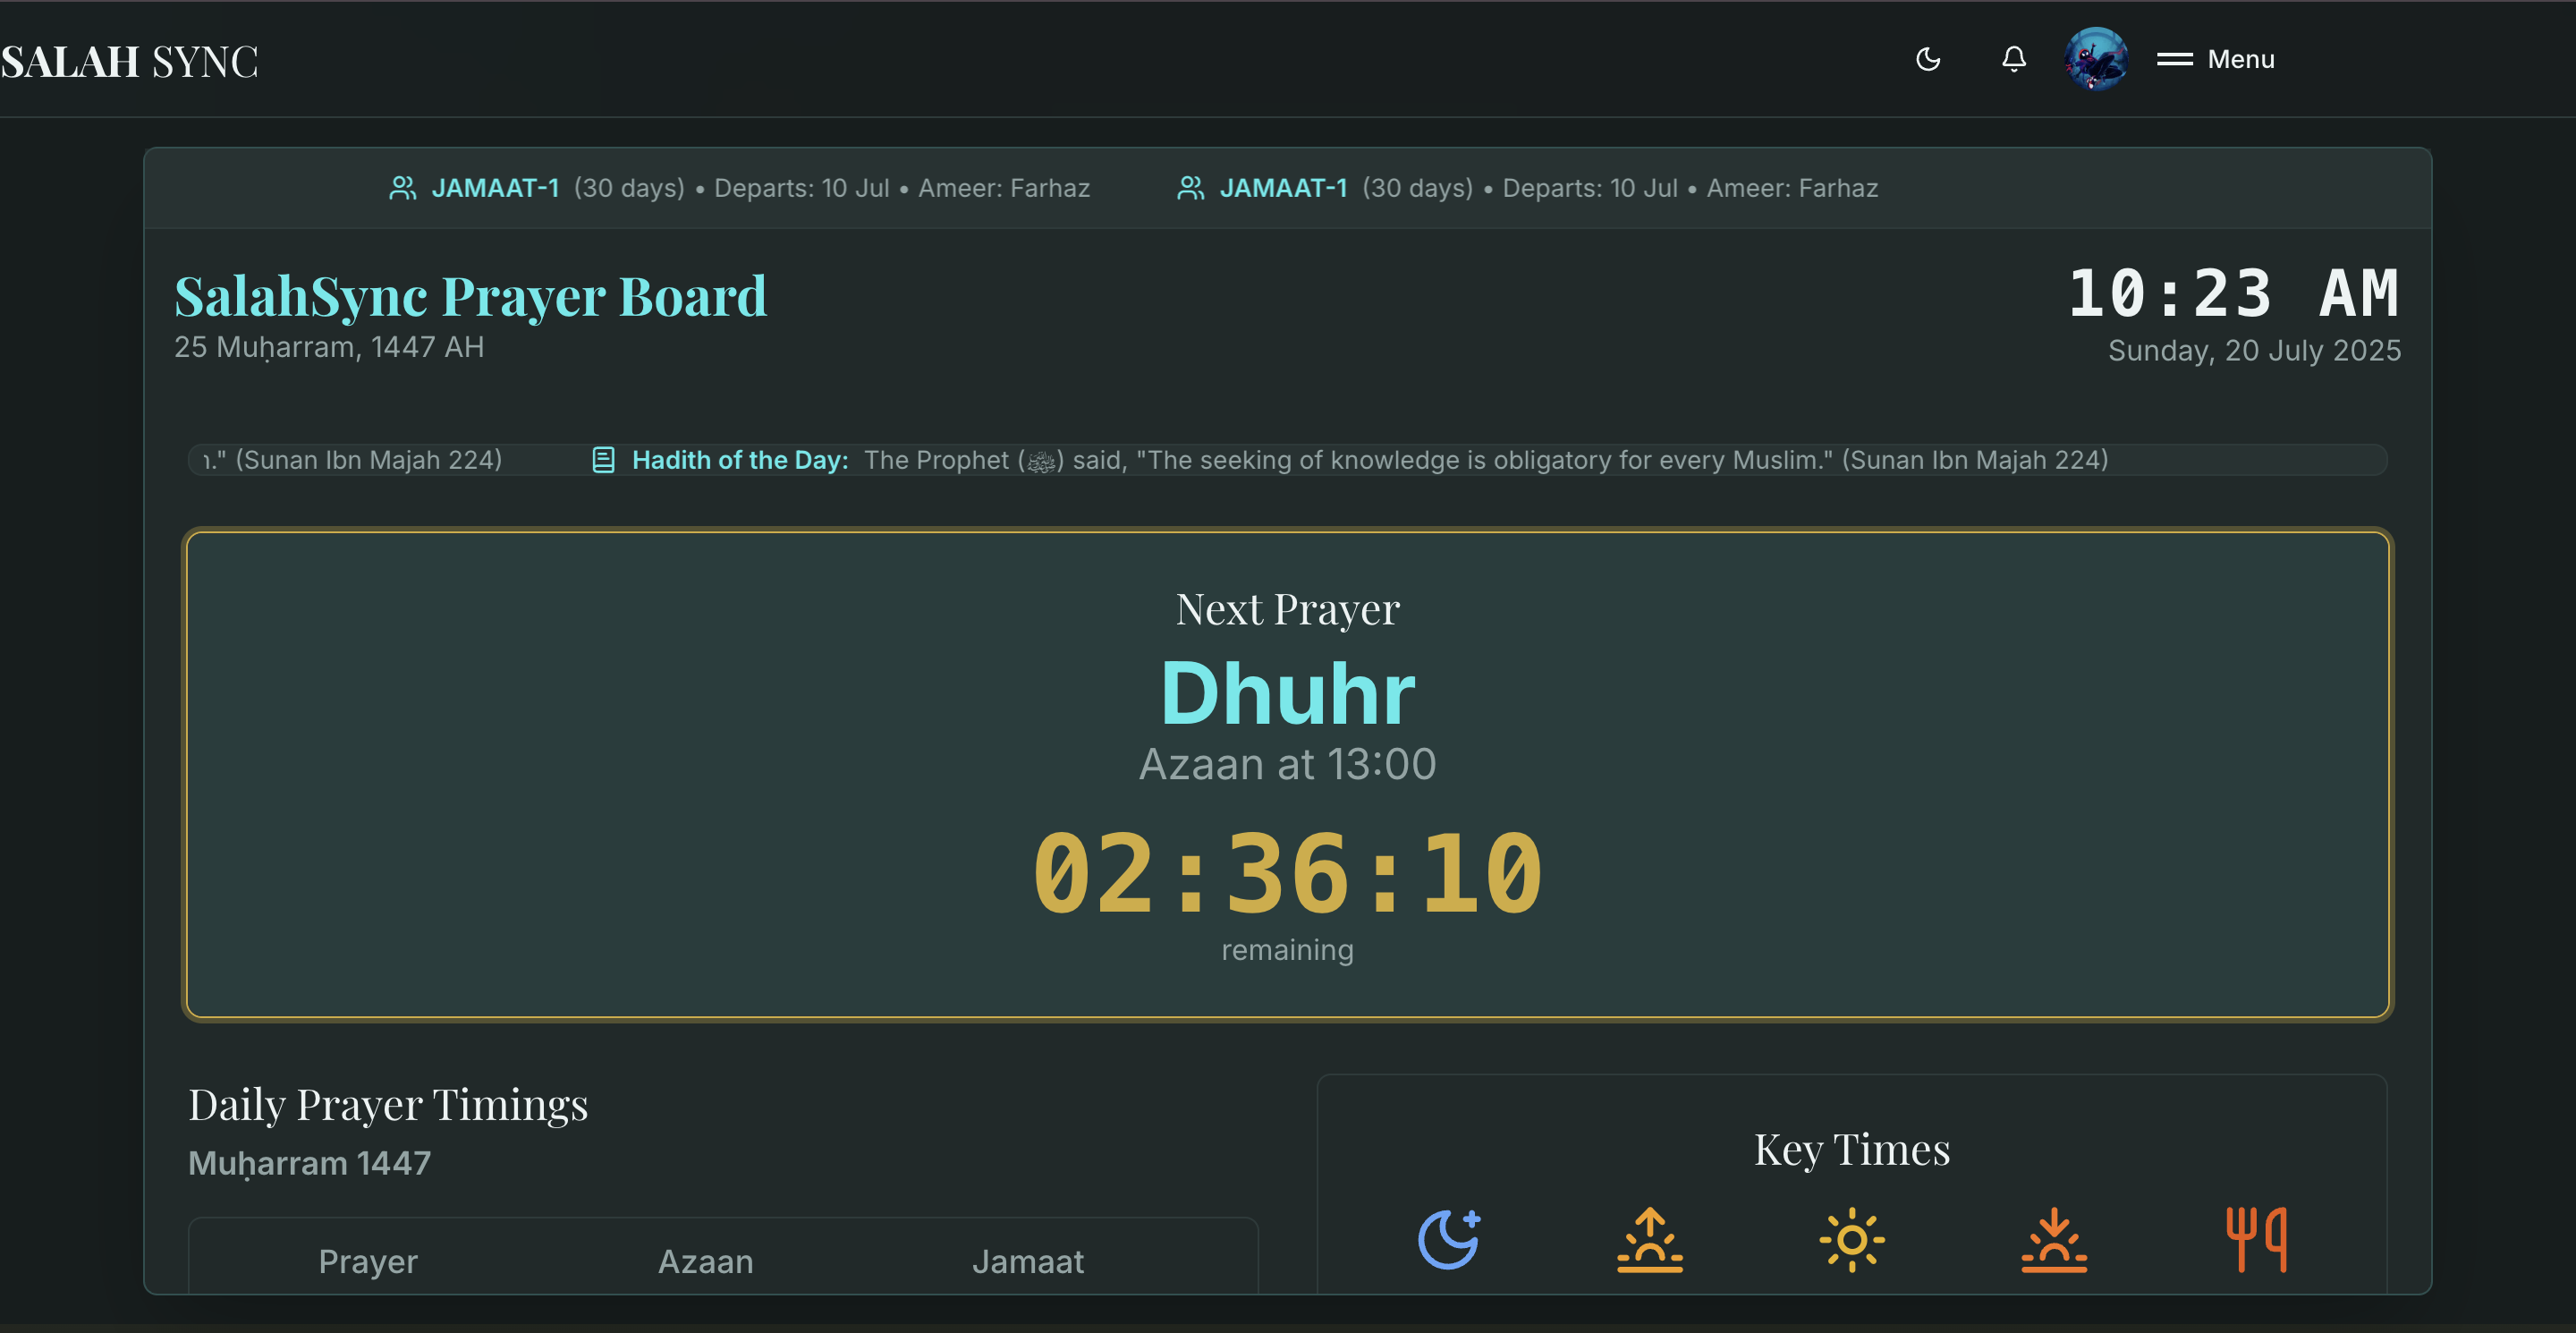 SALAH SYNC
Menu
JAMAAT-1 (30 days) • Departs: 10 Jul • Ameer: Farhaz JAMAAT-1 (30 days) • Departs: 10 Jul • Ameer: Farhaz
SalahSync Prayer Board
25 Muḥarram, 1447 AH
10:23 AM
Sunday, 20 July 2025
." (Sunan Ibn Majah 224) Hadith of the Day: The Prophet (ﷺ) said, "The seeking of knowledge is obligatory for every Muslim." (Sunan Ibn Majah 224)
Next Prayer
Dhuhr
Azaan at 13:00
02:36:10
remaining
Daily Prayer Timings
Muḥarram 1447
Prayer Azaan Jamaat
Key Times